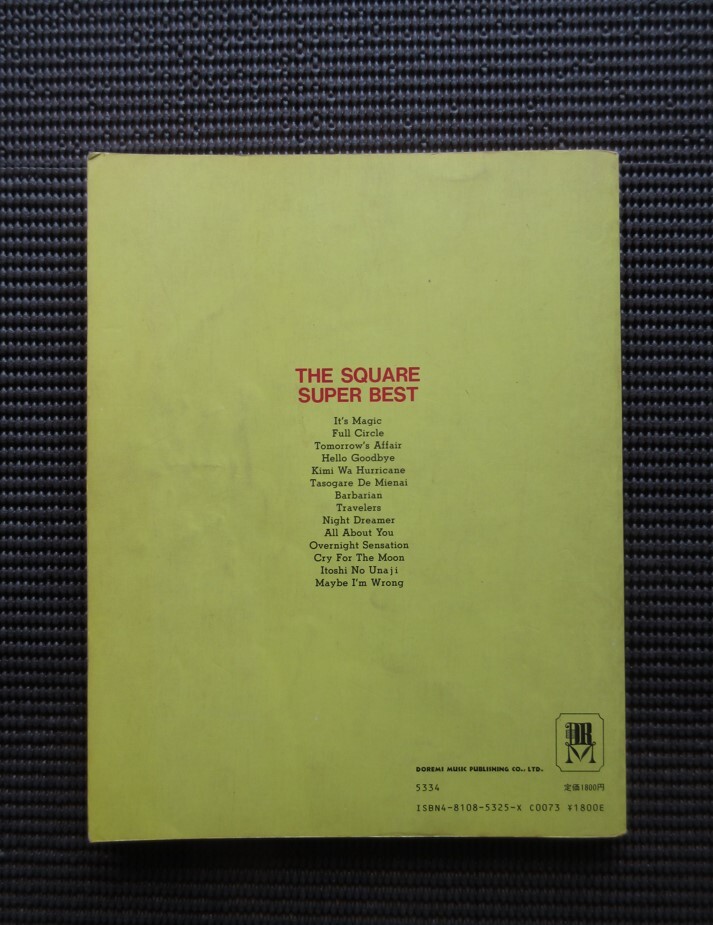 THE SQUARE
SUPER BEST
It's Magic
Full Circle
Tomorrow's Affair
Hello Goodbye
Kimi Wa Hurricane
Tasogare De Mienai
Barbarian
Travelers
Night Dreamer
All About You
Overnight Sensation
Cry For The Moon
Itoshi No Unaji
Maybe I'm Wrong
DRM
DOREMI MUSIC PUBLISHING CO., LTD.
5334 定価1800円
ISBN4-8108-5325-X C0073 ¥1800E